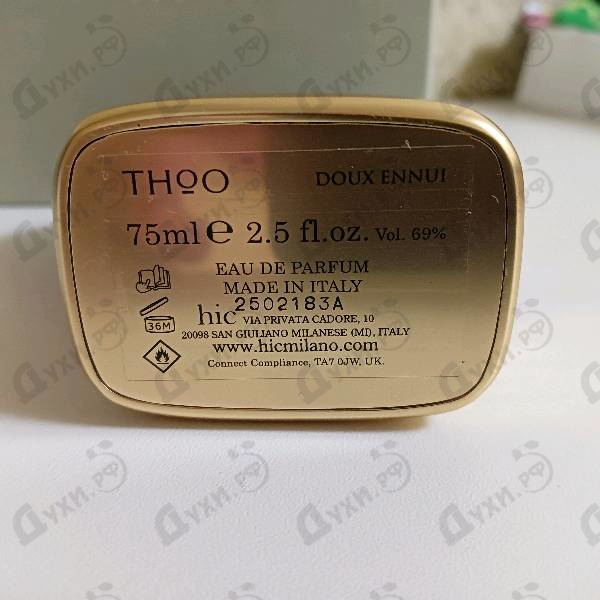 THOO DOUX ENNUI
75ml e 2.5 fl.oz. Vol. 69%
EAU DE PARFUM
MADE IN ITALY
2502183A
36M
hic VIA PRIVATA CADORE, 10
20098 SAN GIULIANO MILANESE (MI), ITALY
www.hicmilano.com
Connect Compliance, TA7 0JW, UK.
Духи.рф